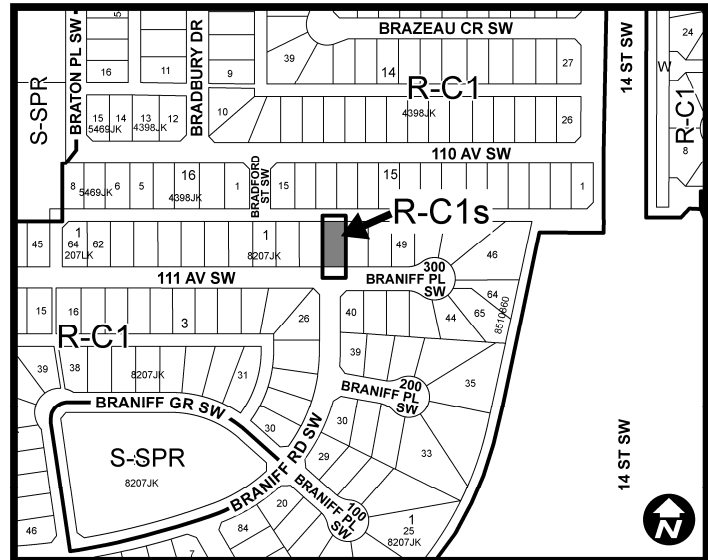 BRAZEAU CR SW
BRATON PL SW
BRADBURY DR
14 ST SW
24
W
R-C1
8
S-SPR
5
16
11
9
39
14
27
R-C1
4398JK
26
10
15 14 13 12
5469JK 4398JK
110 AV SW
8 6 5 16 1
5469JK 4398JK
BRADFORD
ST SW
15 15 1
R-C1s
45
1
64 62
207LK
1
8207JK
49
46
111 AV SW
BRANIFF PL
SW
300
64
65
44
8510860
15 16 3 26 40
R-C1
39
38
8207JK
31
39
35
BRANIFF PL
SW
200
BRANIFF GR SW
30
30
33
29
S-SPR
8207JK
BRANIFF RD SW
14 ST SW
BRANIFF PL
SW
100
20
1
25
8207JK
84
46
7
N